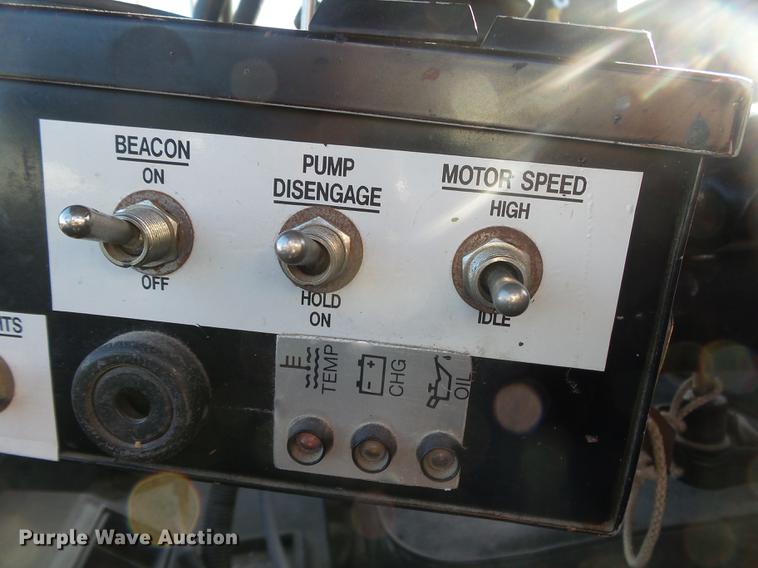 BEACON
ON
OFF
PUMP
DISENGAGE
HOLD
ON
MOTOR SPEED
HIGH
IDLE
TEMP
CHG
OIL
Purple Wave Auction